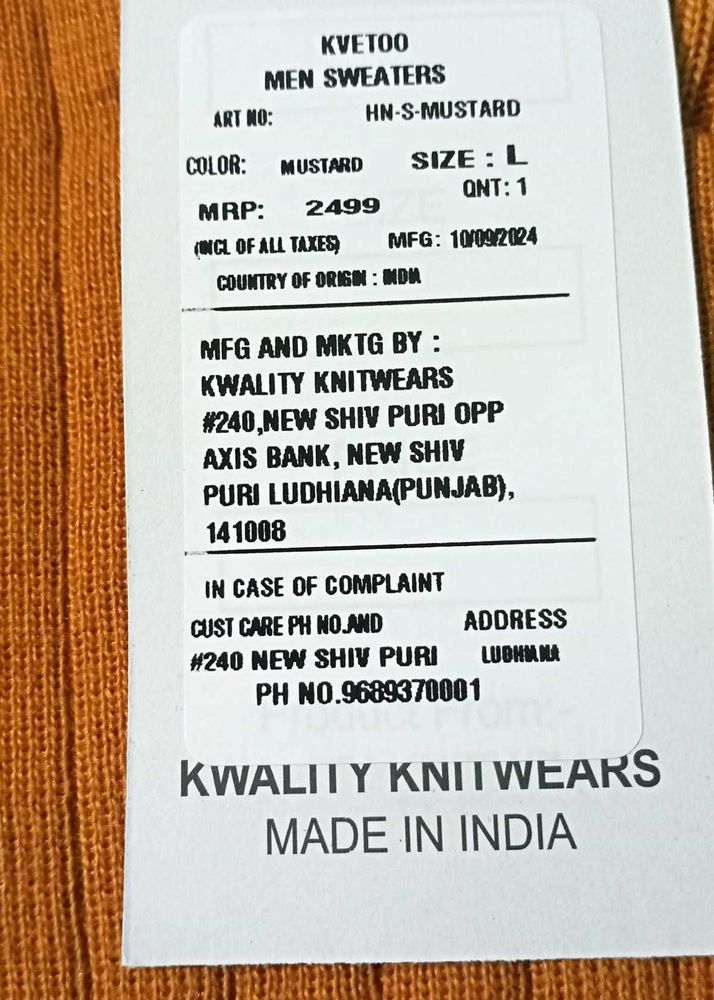 KVETOO
MEN SWEATERS
ART NO: HN-S-MUSTARD
COLOR: MUSTARD SIZE : L
QNT: 1
MRP: 2499
(INCL OF ALL TAXES) MFG: 10/09/2024
COUNTRY OF ORIGIN : INDIA
MFG AND MKTG BY :
KWALITY KNITWEARS
#240,NEW SHIV PURI OPP
AXIS BANK, NEW SHIV
PURI LUDHIANA(PUNJAB),
141008
IN CASE OF COMPLAINT
CUST CARE PH NO.AND ADDRESS
#240 NEW SHIV PURI LUDHIANA
PH NO.9689370001
Product From:-
KWALITY KNITWEARS
MADE IN INDIA